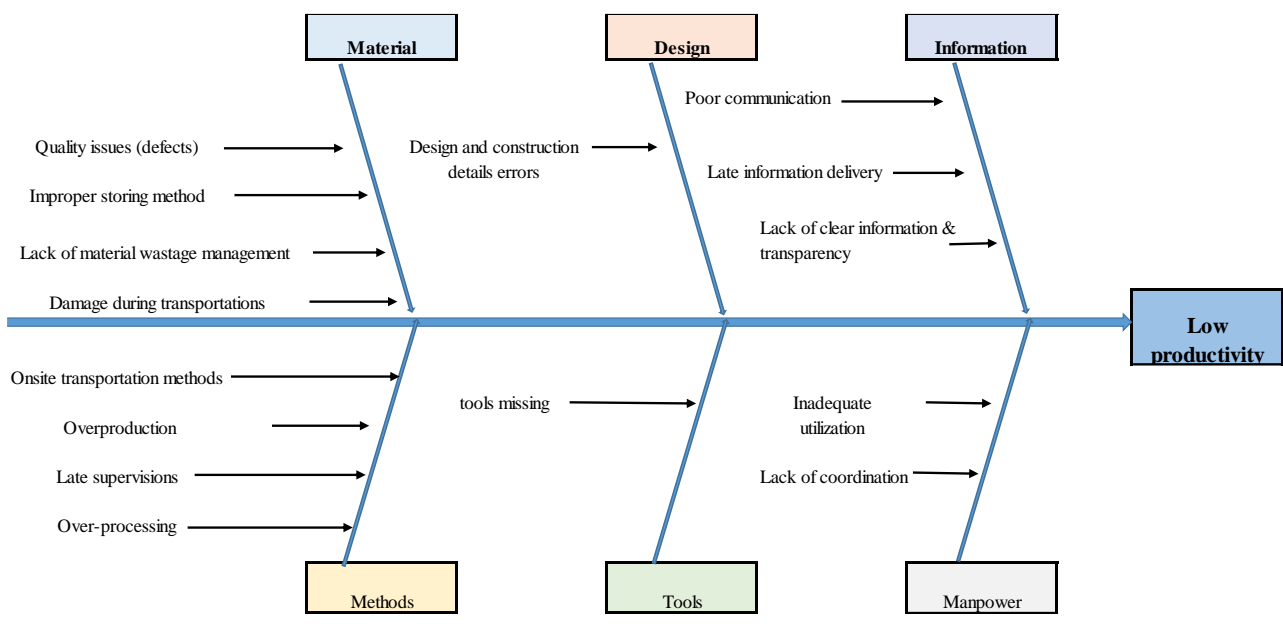 Material
Design
Information
Poor communication
Quality issues (defects)
Design and construction
details errors
Improper storing method
Late information delivery
Lack of material wastage management
Lack of clear information &
transparency
Damage during transportations
Low
productivity
Onsite transportation methods
Overproduction
tools missing
Inadequate
utilization
Late supervisions
Lack of coordination
Over-processing
Methods
Tools
Manpower